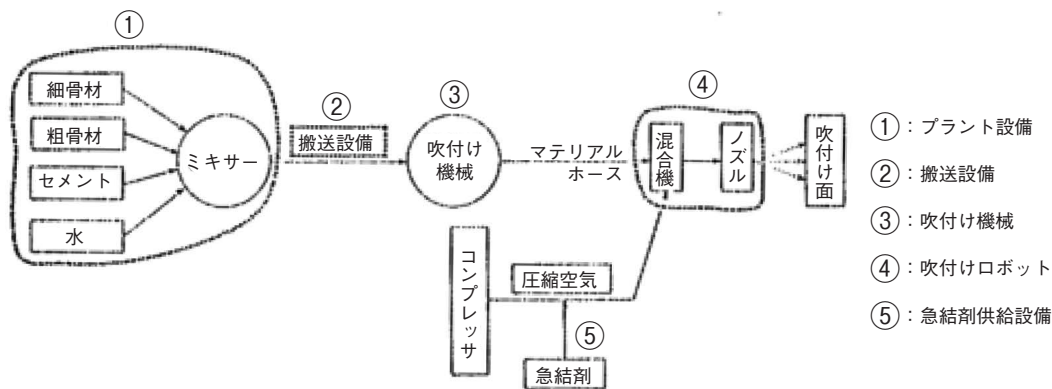 ①
細骨材
粗骨材
セメント
水
ミキサー
②
搬送設備
③
吹付け
機械
マテリアル
ホース
④
混合機
ノズル
吹付け面
コンプレッサ
圧縮空気
⑤
急結剤
①：プラント設備
②：搬送設備
③：吹付け機械
④：吹付けロボット
⑤：急結剤供給設備